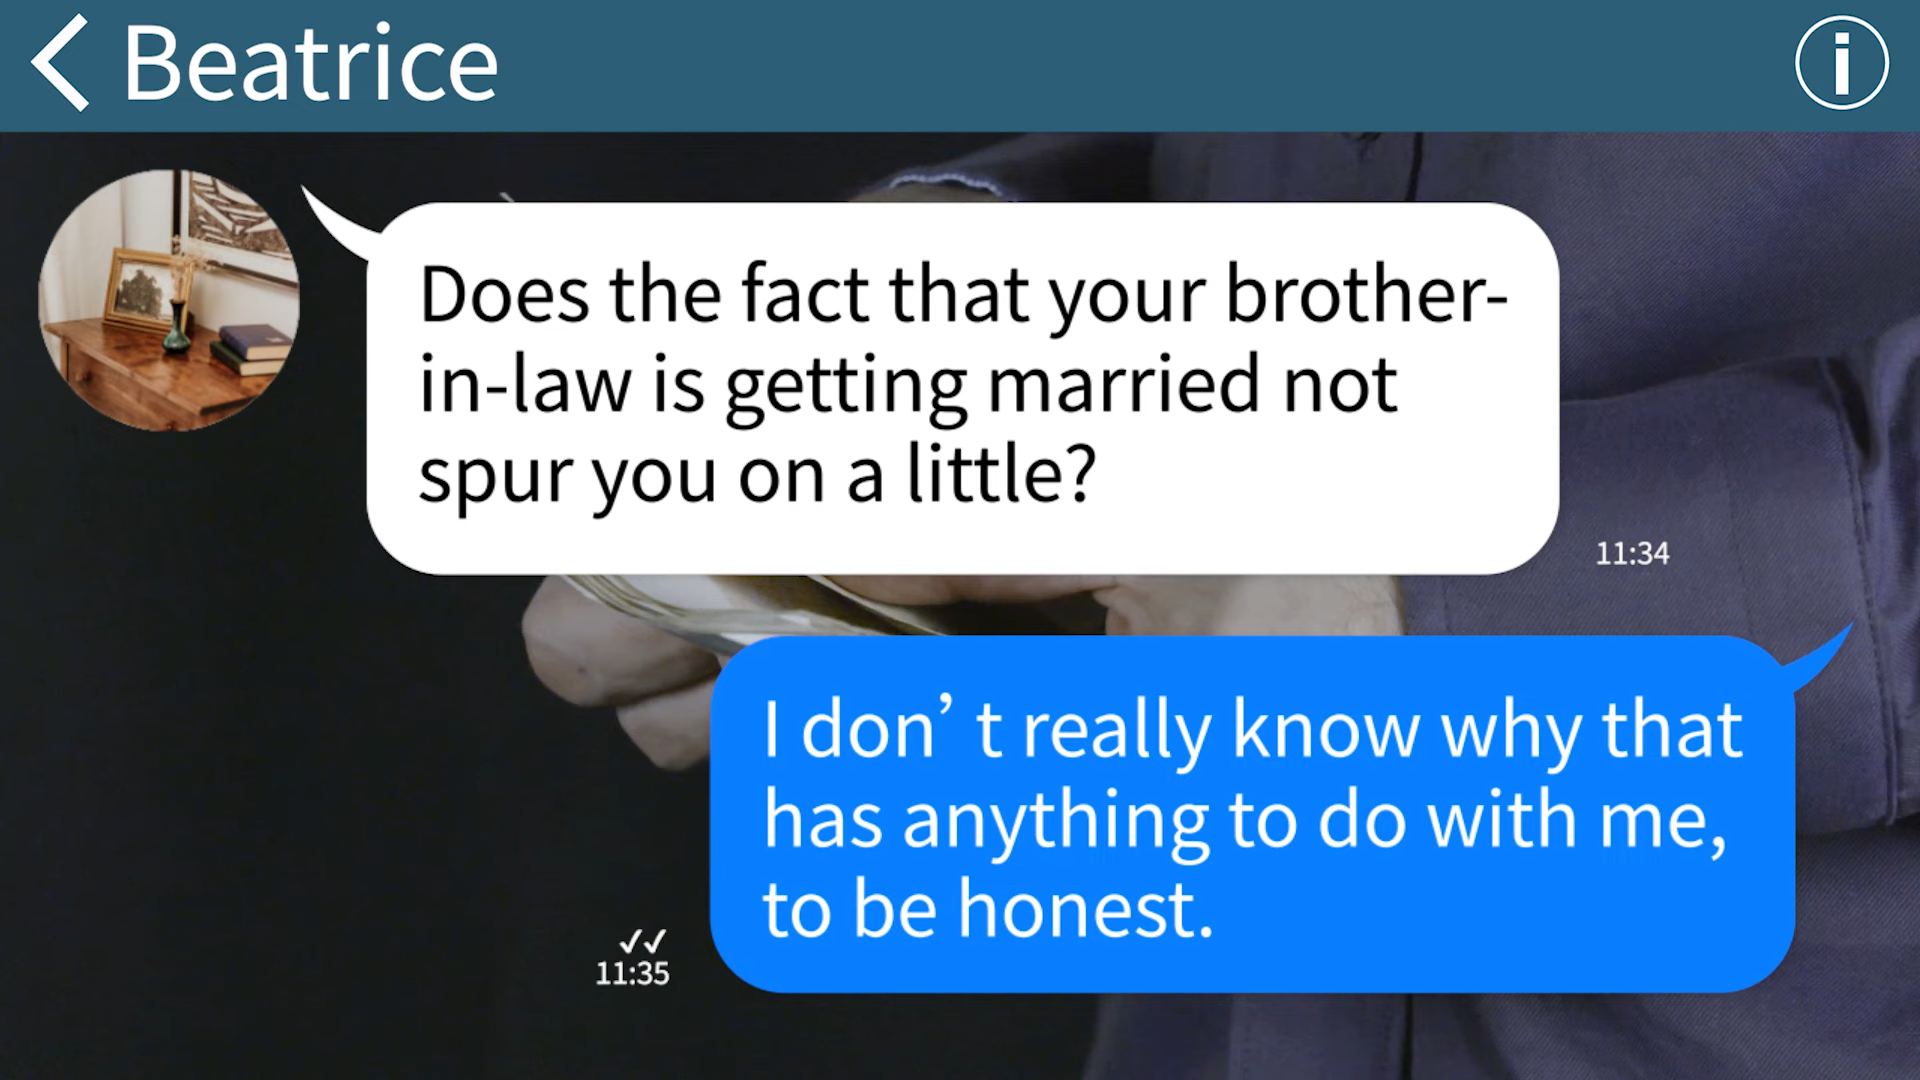 Beatrice
Does the fact that your brother-
in-law is getting married not
spur you on a little?
11:34
I don’ t really know why that
has anything to do with me,
to be honest.
✓✓
11:35